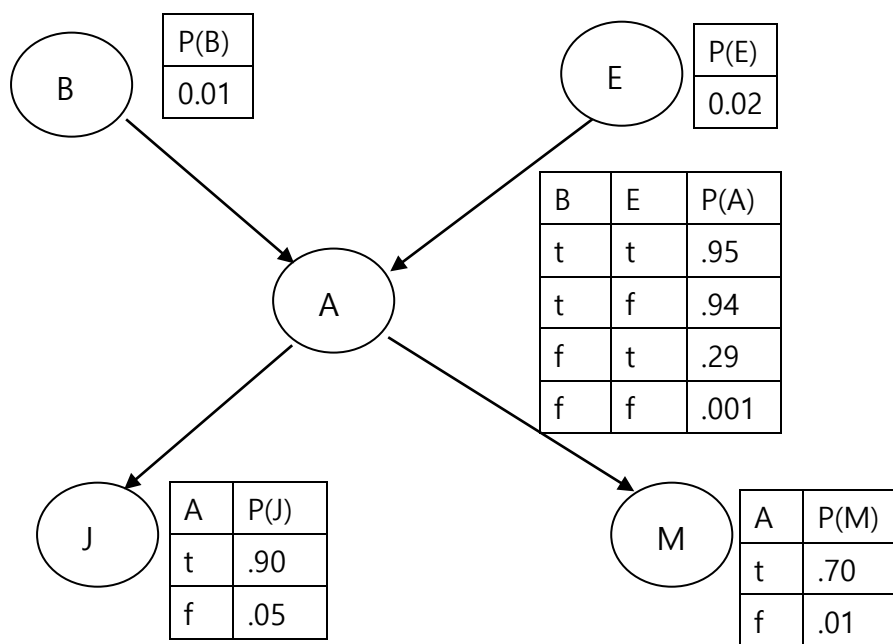 B
P(B)
0.01
E
P(E)
0.02
B E P(A)
t t .95
t f .94
f t .29
f f .001
A
J
A P(J)
t .90
f .05
M
A P(M)
t .70
f .01